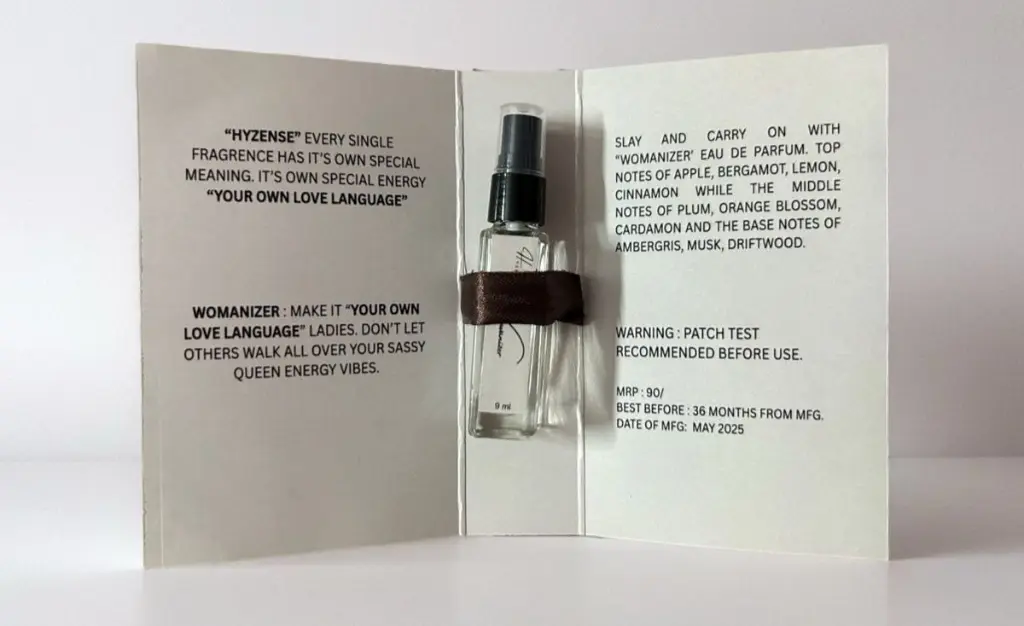 “HYZENSE” EVERY SINGLE
FRAGRENCE HAS IT’S OWN SPECIAL
MEANING. IT’S OWN SPECIAL ENERGY
“YOUR OWN LOVE LANGUAGE”
WOMANIZER : MAKE IT “YOUR OWN
LOVE LANGUAGE” LADIES. DON’T LET
OTHERS WALK ALL OVER YOUR SASSY
QUEEN ENERGY VIBES.
9 ml
SLAY AND CARRY ON WITH
“WOMANIZER’ EAU DE PARFUM. TOP
NOTES OF APPLE, BERGAMOT, LEMON,
CINNAMON WHILE THE MIDDLE
NOTES OF PLUM, ORANGE BLOSSOM,
CARDAMON AND THE BASE NOTES OF
AMBERGRIS, MUSK, DRIFTWOOD.
WARNING : PATCH TEST
RECOMMENDED BEFORE USE.
MRP : 90/
BEST BEFORE : 36 MONTHS FROM MFG.
DATE OF MFG: MAY 2025